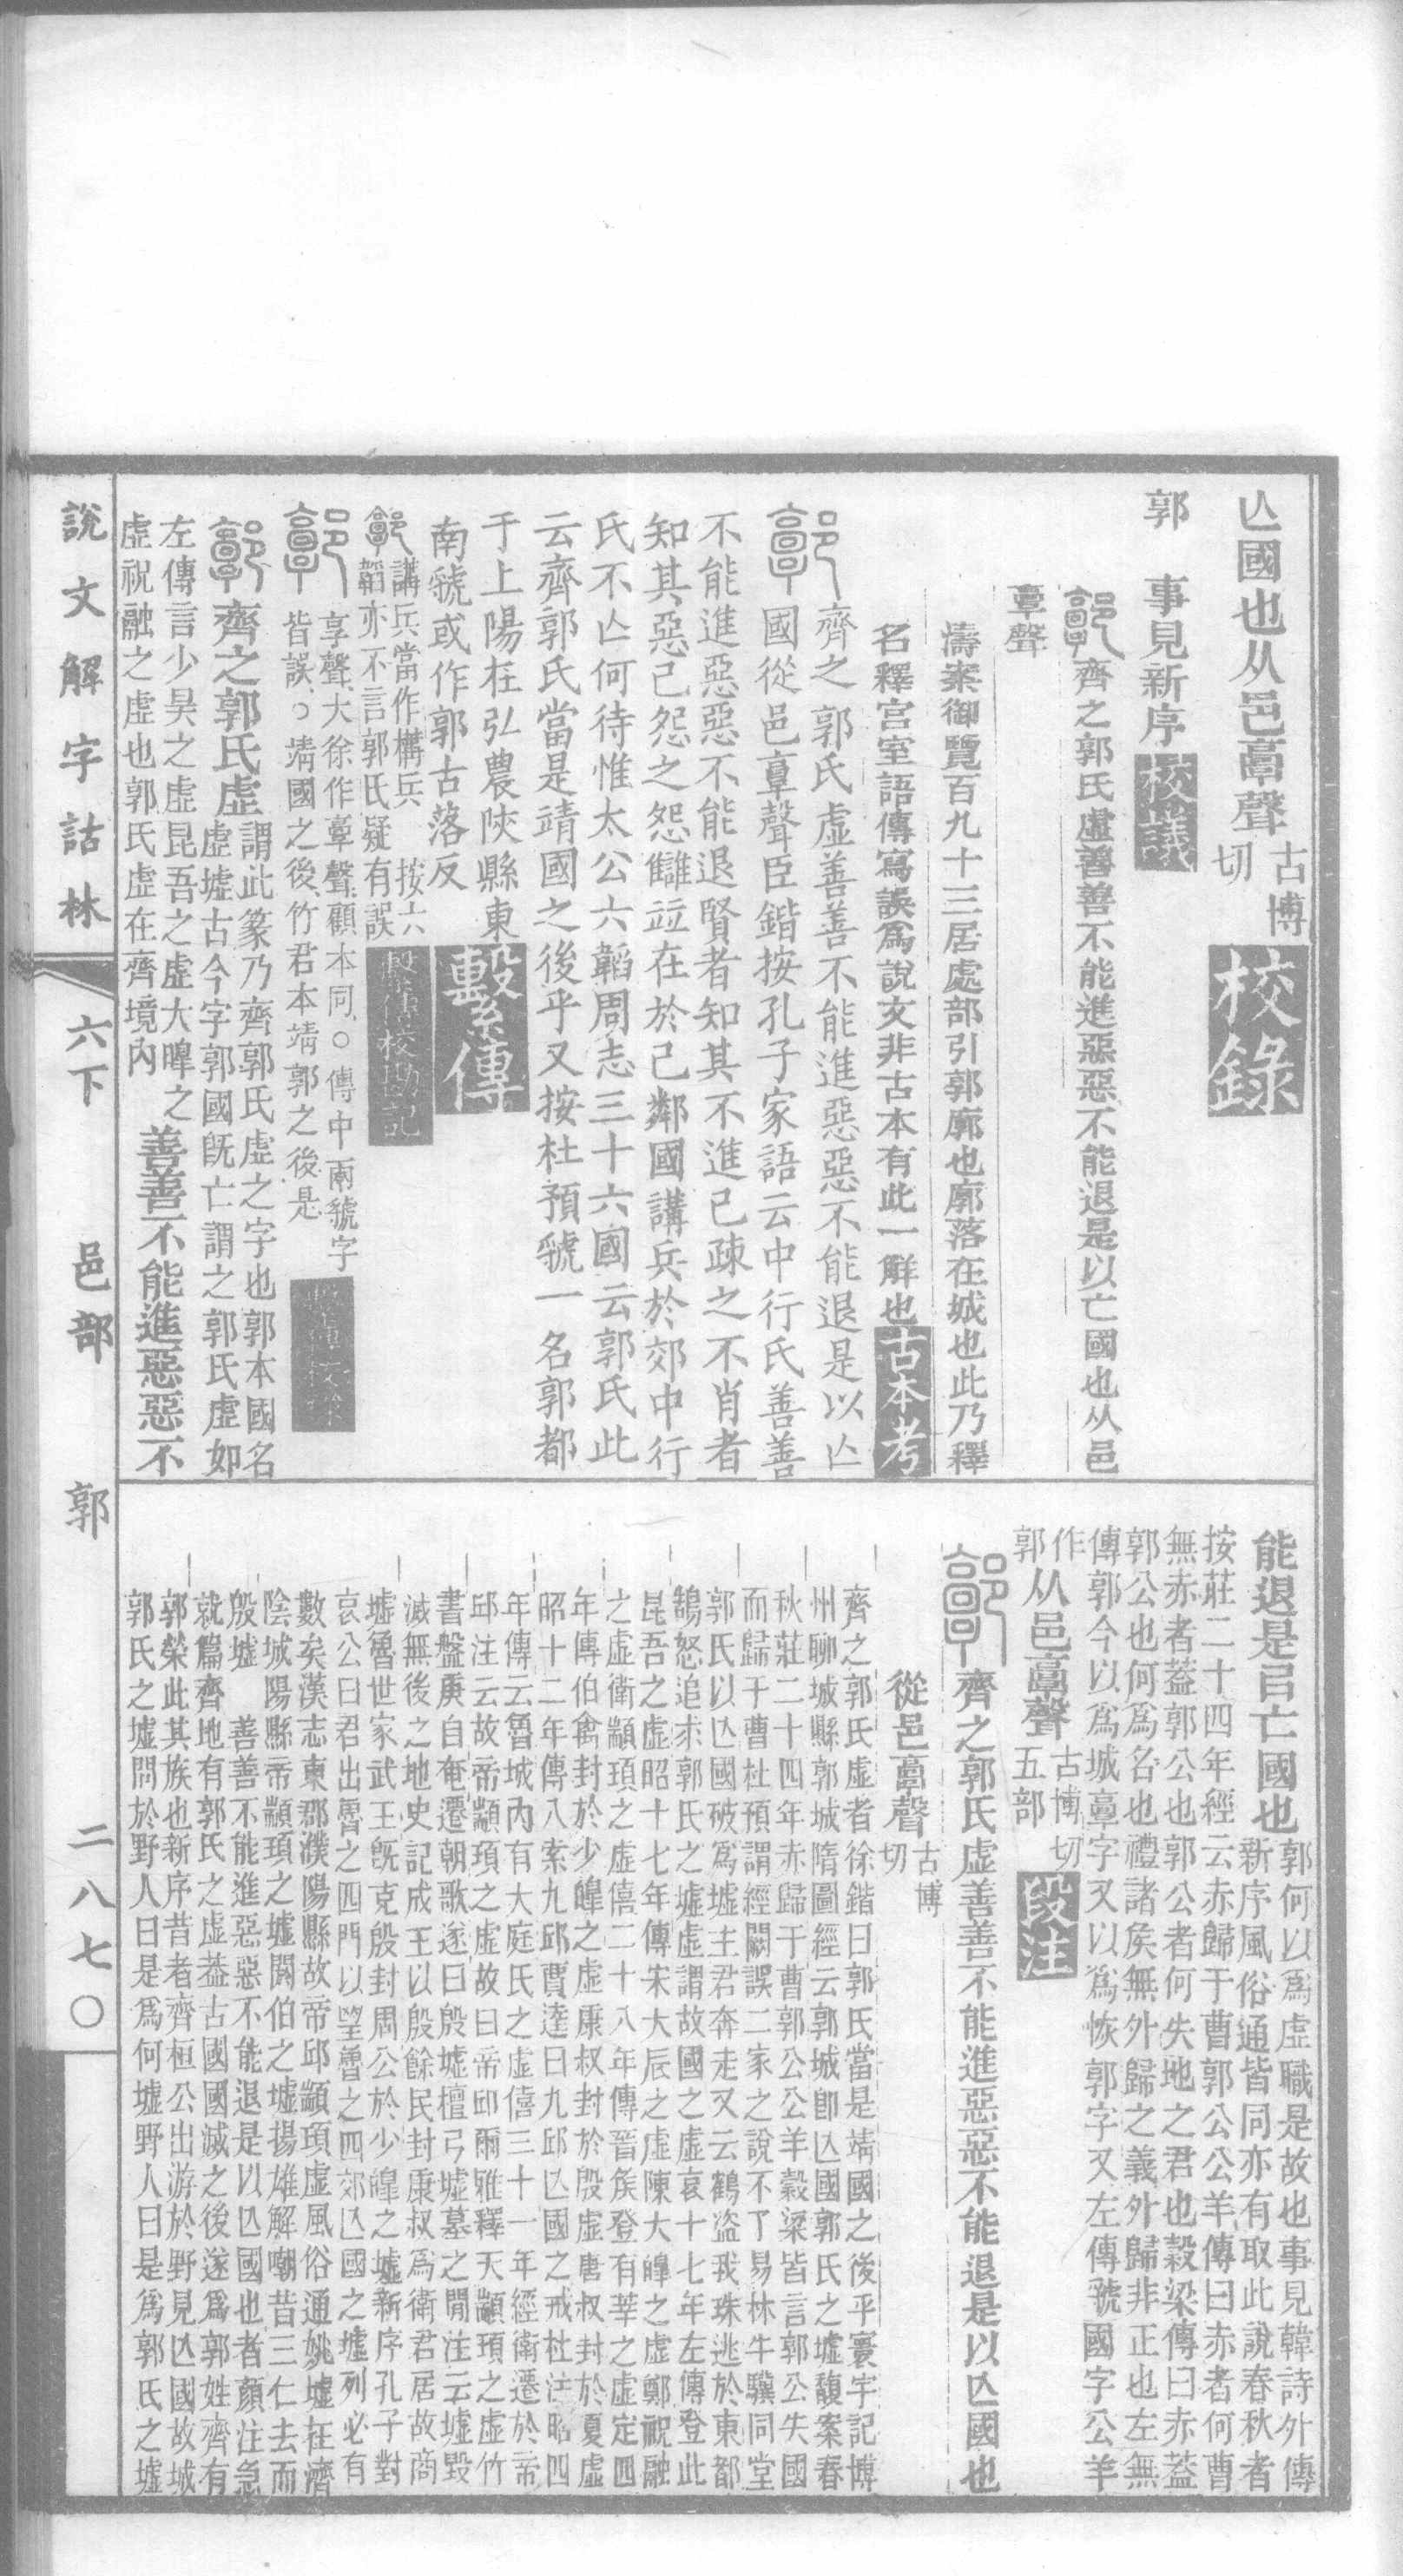 亾國也从邑𩫏聲古博切 校錄
郭 事見新序 校議
齊之郭氏虛善善不能進惡惡不能退是以亡國也从邑
𩫏聲
濤案御覽百九十三居處部引郭廓也廓落在城也此乃釋
名釋宮室語傳寫誤爲說文非古本有此一解也 古本考
齊之郭氏虛善善不能進惡惡不能退是以亾
國從邑𩫏聲臣鍇按孔子家語云中行氏善善
不能進惡惡不能退賢者知其不進己疎之不肖者
知其惡己怨之怨讎竝在於己鄰國講兵於郊中行
氏不亾何待惟太公六韜周志三十六國云郭氏此
云齊郭氏當是靖國之後乎又按杜預虢一名郭都
于上陽在弘農陜縣東
南虢或作郭古落反 繫傳
講兵當作構兵 按六
韜亦不言郭氏疑有誤 繫傳校勘記
享聲大徐作𩫏聲顧本同○傳中兩虢字
皆誤○靖國之後竹君本靖郭之後是
齊之郭氏虛 謂此篆乃齊郭氏虛之字也郭本國名
虛墟古今字郭國旣亡謂之郭氏虛如
左傳言少昊之虛昆吾之虛大皥之
虛祝融之虛也郭氏虛在齊境內
善善不能進惡惡不
說文解字詁林 六下 邑部 郭 二八七〇
能退是㠯亡國也 郭何以爲虛職是故也事見韓詩外傳
新序風俗通皆同亦有取此說春秋者
按莊二十四年經云赤歸于曹郭公公羊傳曰赤者何曹
無赤者蓋郭公也郭公者何失地之君也穀梁傳曰赤蓋
郭公也何爲名也禮諸矦無外歸之義外歸非正也左無
傳郭今以爲城𩫏字又以爲恢郭字又左傳虢國字公羊
作
郭 从邑𩫏聲 古博切
五部 段注
齊之郭氏虛善善不能進惡惡不能退是以亾國也
從邑𩫏聲 古博
切
齊之郭氏虛者徐鍇曰郭氏當是靖國之後乎寰宇記博
州聊城縣郭城隋圖經云郭城卽亾國郭氏之墟馥案春
秋莊二十四年赤歸于曹郭公公羊穀梁皆言郭公失國
而歸于曹杜預謂經闕誤二家之說不了易林牛驥同堂
郭氏以亾國破爲墟主君奔走又云鶴盜我珠逃於東都
鵠怒追求郭氏之墟虛謂故國之虛哀十七年左傳登此
昆吾之虛昭十七年傳宋大辰之虛陳大皥之虛鄭祝融
之虛衛顓頊之虛僖二十八年傳晉矦登有莘之虛定四
年傳伯禽封於少皥之虛康叔封於殷虛唐叔封於夏虛
昭十二年傳八索九邱賈逵曰九邱亾國之戒杜注昭四
年傳云魯城內有大庭氏之虛僖三十一年經衛遷於帝
邱注云故帝顓頊之虛故曰帝邱爾雅釋天顓頊之虛竹
書盤庚自奄遷朝歌遂曰殷墟檀弓墟墓之閒注云墟毀
滅無後之地史記成王以殷餘民封康叔爲衛君居故商
墟魯世家武王旣克殷封周公於少皥之墟新序孔子對
哀公曰君出魯之四門以望魯之四郊亾國之墟列必有
數矣漢志東郡濮陽縣故帝邱顓頊虛風俗通姚墟在濟
陰城陽縣帝顓頊之墟閼伯之墟揚雄解嘲昔三仁去而
殷墟 善善不能進惡惡不能退是以亾國也者顏注急
就篇齊地有郭氏之虛葢古國國滅之後遂爲郭姓齊有
郭榮此其族也新序昔者齊桓公出游於野見亾國故城
郭氏之墟問於野人曰是爲何墟野人曰是爲郭氏之墟